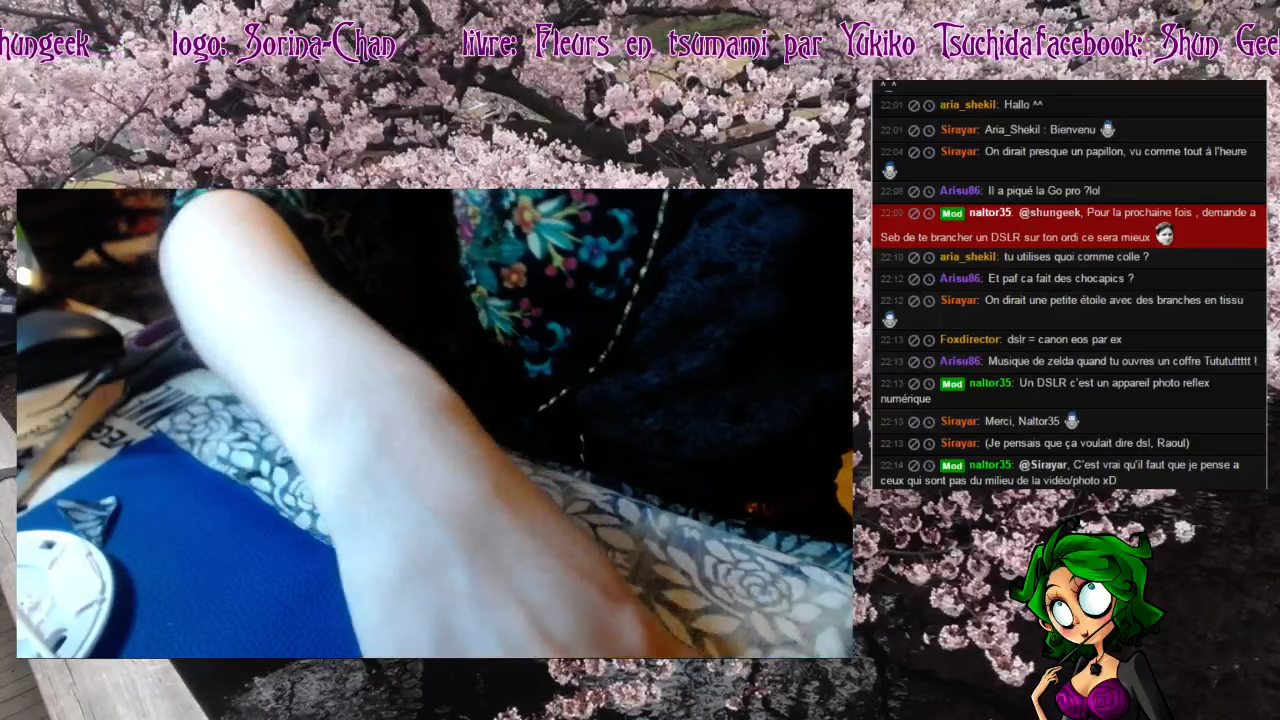 hungeek logo: Sorina-Chan livre: Fleurs en tsumami par Yukiko Tsuchida facebook: Shun Gee
^_^
22:01 aria_shekil: Hallo ^^
22:01 Sirayar: Aria_Shekil : Bienvenu
22:04 Sirayar: On dirait presque un papillon, vu comme tout à l'heure
22:08 Arisu86: Il a piqué la Go pro ?lol
22:09 Mod naltor35: @shungeek, Pour la prochaine fois , demande a
Seb de te brancher un DSLR sur ton ordi ce sera mieux
22:10 aria_shekil: tu utilises quoi comme colle ?
22:12 Arisu86: Et paf ca fait des chocapics ?
22:12 Sirayar: On dirait une petite étoile avec des branches en tissu
22:13 Foxdirector: dslr = canon eos par ex
22:13 Arisu86: Musique de zelda quand tu ouvres un coffre Tutututtttt !
22:13 Mod naltor35: Un DSLR c'est un appareil photo reflex
numérique
22:13 Sirayar: Merci, Naltor35
22:13 Sirayar: (Je pensais que ça voulait dire dsl, Raoul)
22:14 Mod naltor35: @Sirayar, C'est vrai qu'il faut que je pense a
ceux qui sont pas du milieu de la vidéo/photo xD